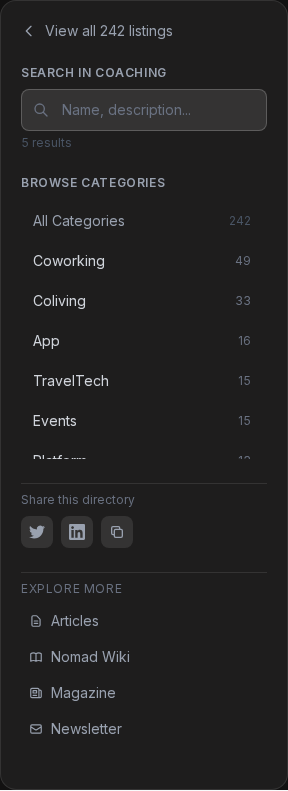 View all 242 listings
SEARCH IN COACHING
Name, description...
5 results
BROWSE CATEGORIES
All Categories 242
Coworking 49
Coliving 33
App 16
TravelTech 15
Events 15
Platform
Share this directory
EXPLORE MORE
Articles
Nomad Wiki
Magazine
Newsletter